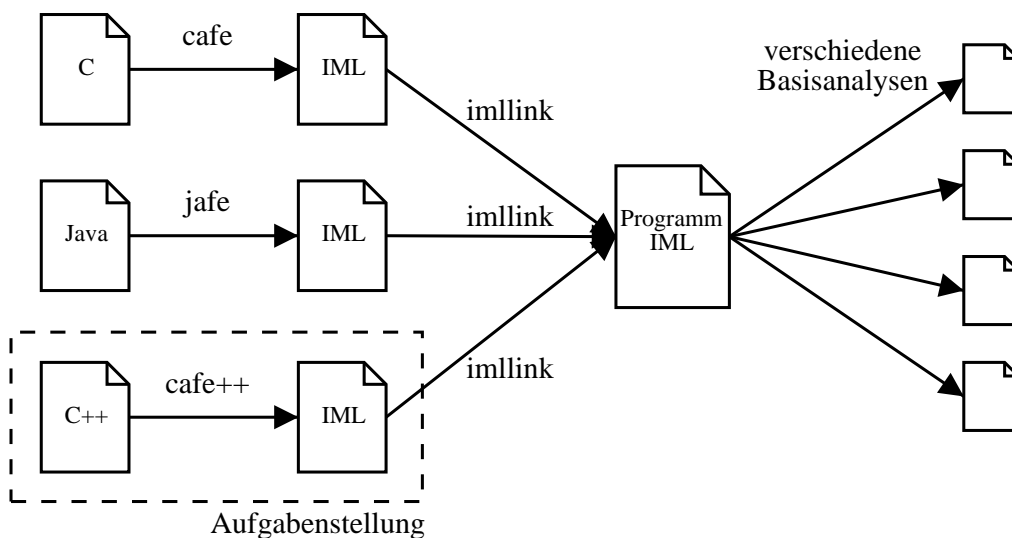 cafe
C
IML
verschiedene
Basisanalysen
imllink
jafe
Java
IML
imllink
Programm
IML
cafe++
C++
IML
imllink
Aufgabenstellung